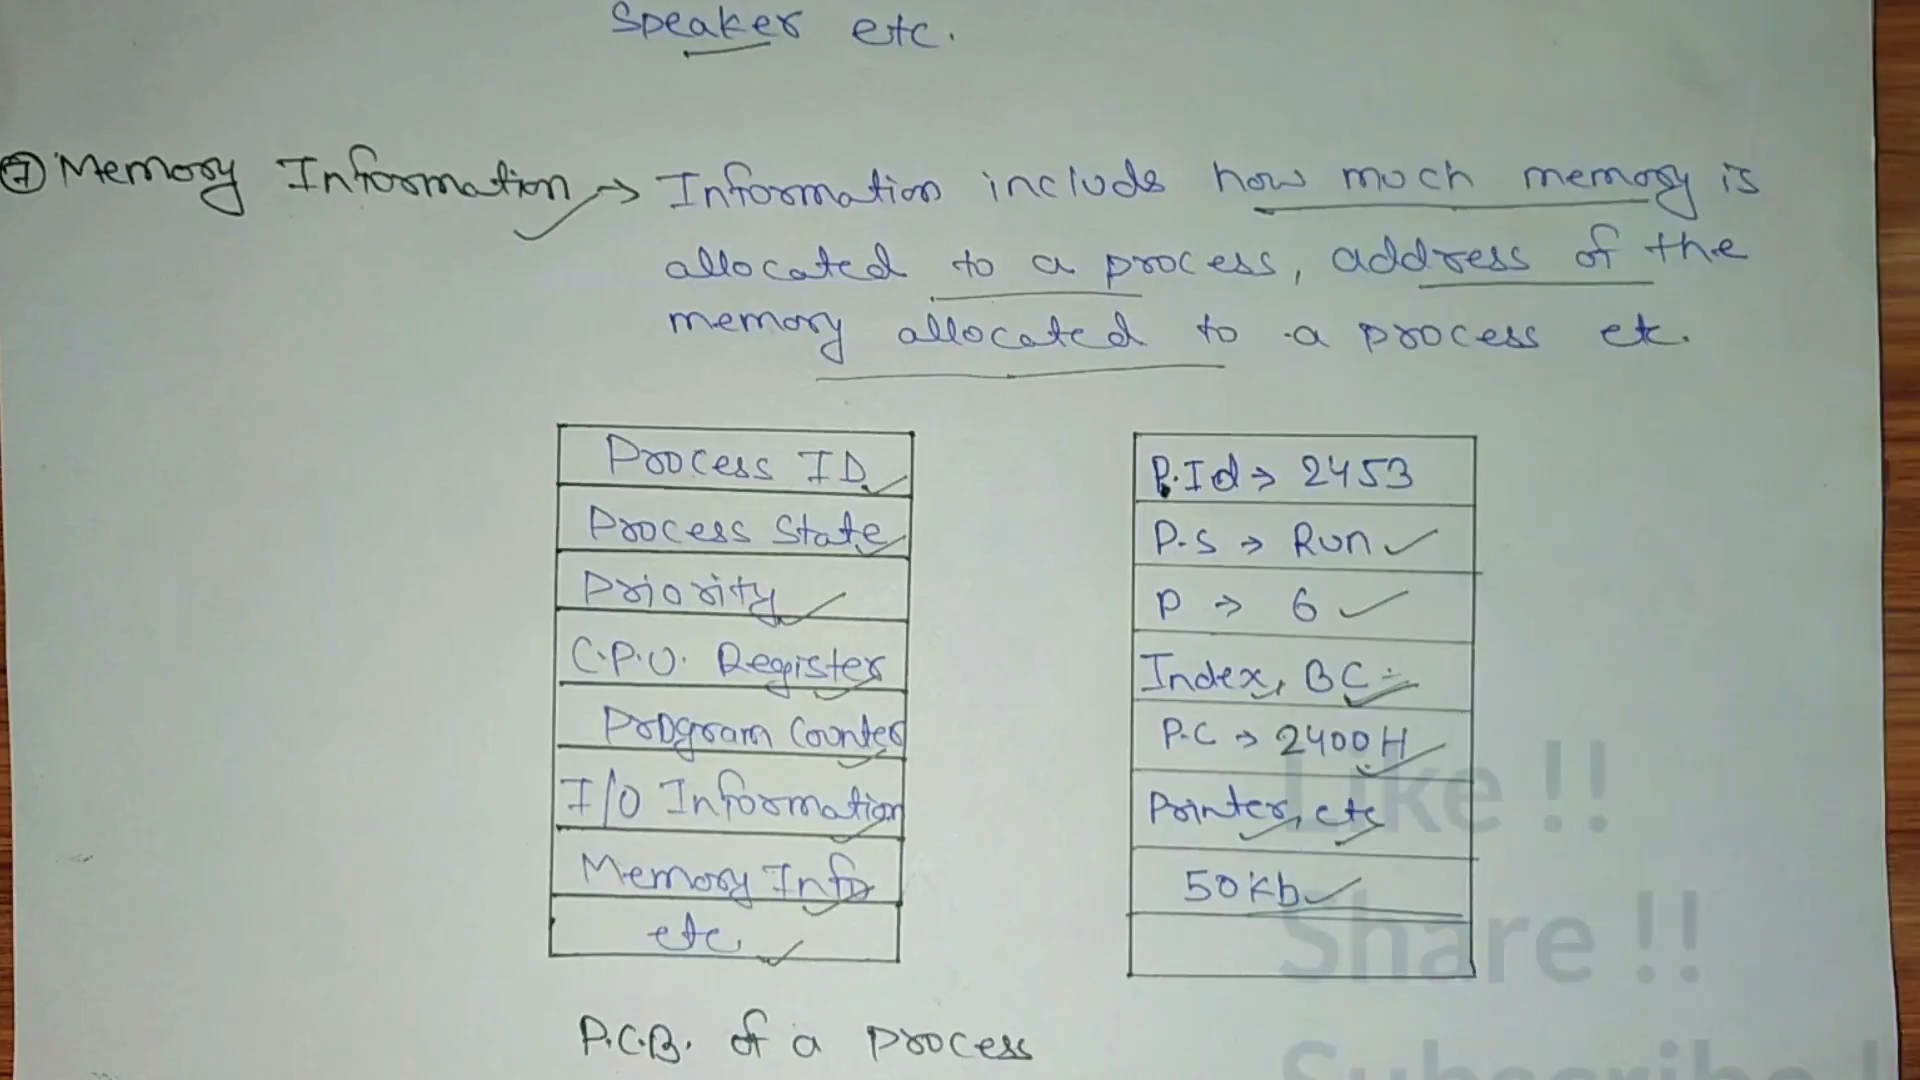 Speaker etc.
⑦ Memory Information → Information include how much memory is
allocated to a process, address of the
memory allocated to a process etc.
Process ID
Process State
Priority
C.P.U. Register
Program Counter
I/O Information
Memory Info
etc.
P.C.B. of a process
P.Id → 2453
P.S → Run
P → 6
Index, BC
P.C → 2400H
Printer, etc
50kb
Like !!
Share !!
Subscribe !